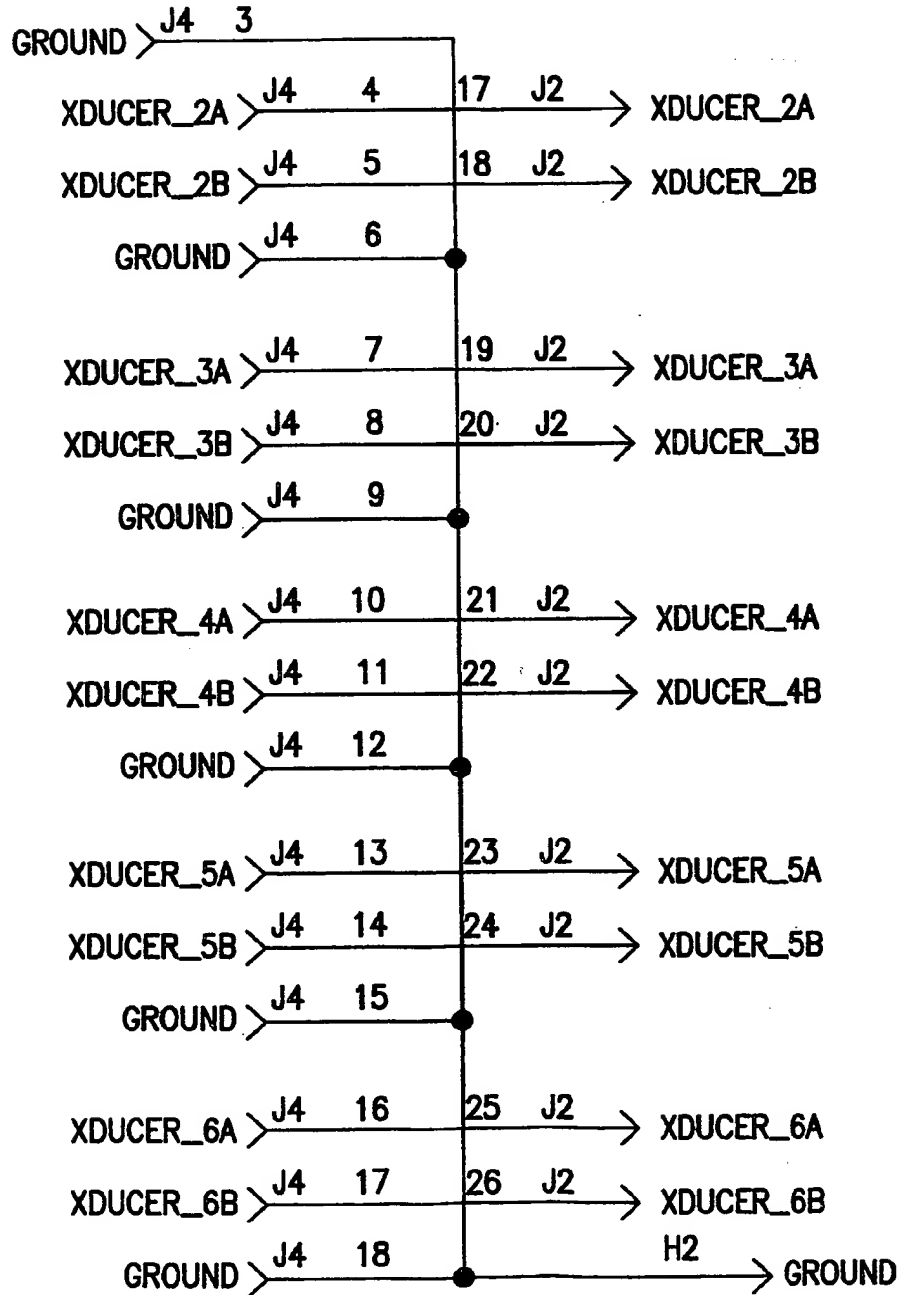 GROUND J4 3
XDUCER_2A J4 4 17 J2 XDUCER_2A
XDUCER_2B J4 5 18 J2 XDUCER_2B
GROUND J4 6
XDUCER_3A J4 7 19 J2 XDUCER_3A
XDUCER_3B J4 8 20 J2 XDUCER_3B
GROUND J4 9
XDUCER_4A J4 10 21 J2 XDUCER_4A
XDUCER_4B J4 11 22 J2 XDUCER_4B
GROUND J4 12
XDUCER_5A J4 13 23 J2 XDUCER_5A
XDUCER_5B J4 14 24 J2 XDUCER_5B
GROUND J4 15
XDUCER_6A J4 16 25 J2 XDUCER_6A
XDUCER_6B J4 17 26 J2 XDUCER_6B
GROUND J4 18 H2 GROUND